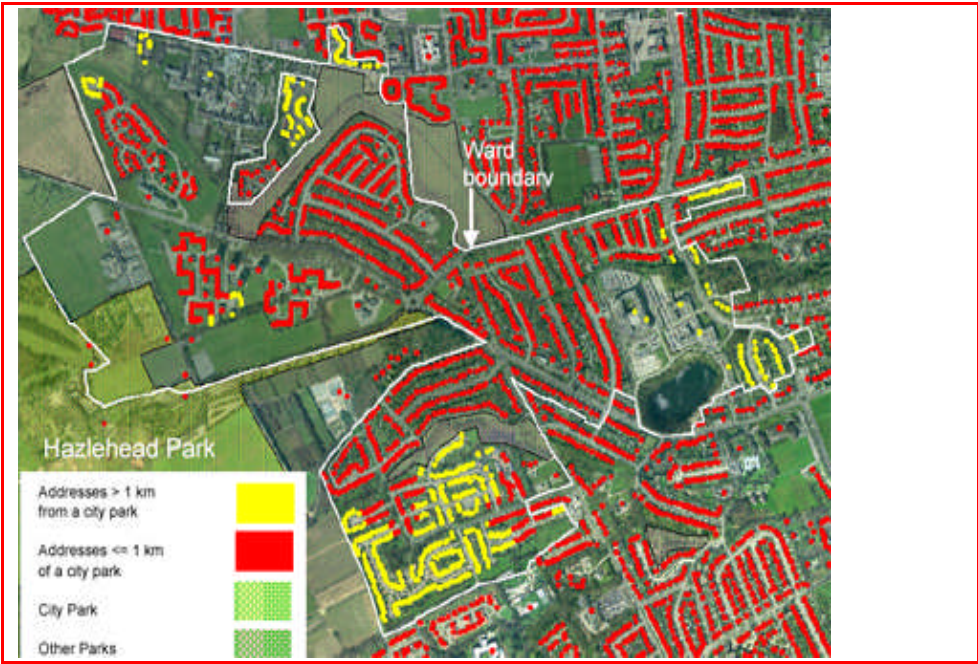 Ward
boundary
Hazlehead Park
Addresses > 1 km
from a city park
Addresses <= 1 km
of a city park
City Park
Other Parks